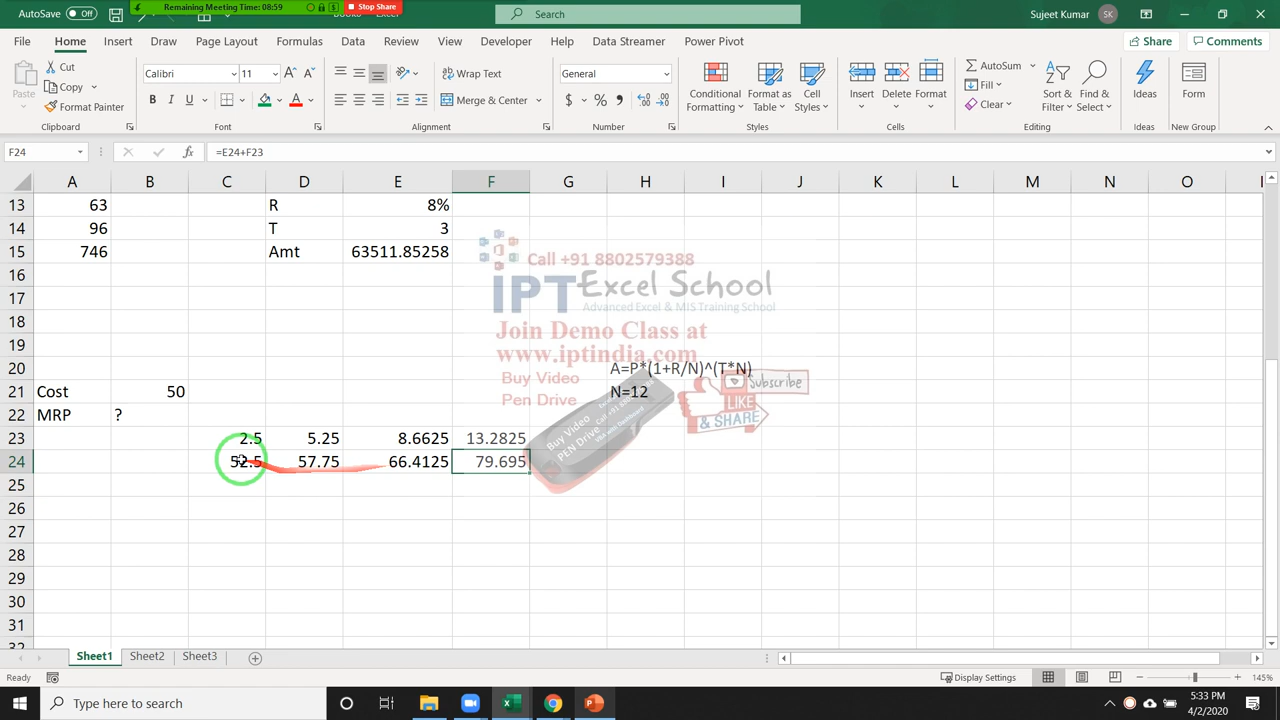 Remaining Meeting Time: 08:59
Stop Share
AutoSave Off
Excel
Search
Sujeet Kumar SK
File Home Insert Draw Page Layout Formulas Data Review View Developer Help Data Streamer Power Pivot
Share Comments
Paste
Cut
Copy
Format Painter
Calibri 11
B I U
Wrap Text
Merge & Center
General
$ % ,
Conditional Formatting
Format as Table
Cell Styles
Insert Delete Format
AutoSum
Fill
Clear
Sort & Filter
Find & Select
Ideas
Form
Clipboard Font Alignment Number Styles Cells Editing Ideas New Group
F24 fx =E24+F23
A B C D E F G H I J K L M N O
13 63 R 8%
14 96 T 3
15 746 Amt 63511.85258
16
17
18
19
20 A=P*(1+R/N)^(T*N)
21 Cost 50 N=12
22 MRP ?
23 2.5 5.25 8.6625 13.2825
24 52.5 57.75 66.4125 79.695
25
26
27
28
29
30
31
32
Call +91 8802579388
IPT Excel School
Advanced Excel & MIS Training School
Join Demo Class at
www.iptindia.com
Buy Video
Pen Drive
Buy Video
PEN Drive
Subscribe
LIKE
& SHARE
Sheet1 Sheet2 Sheet3
Ready Display Settings 145%
Type here to search
5:33 PM
4/2/2020